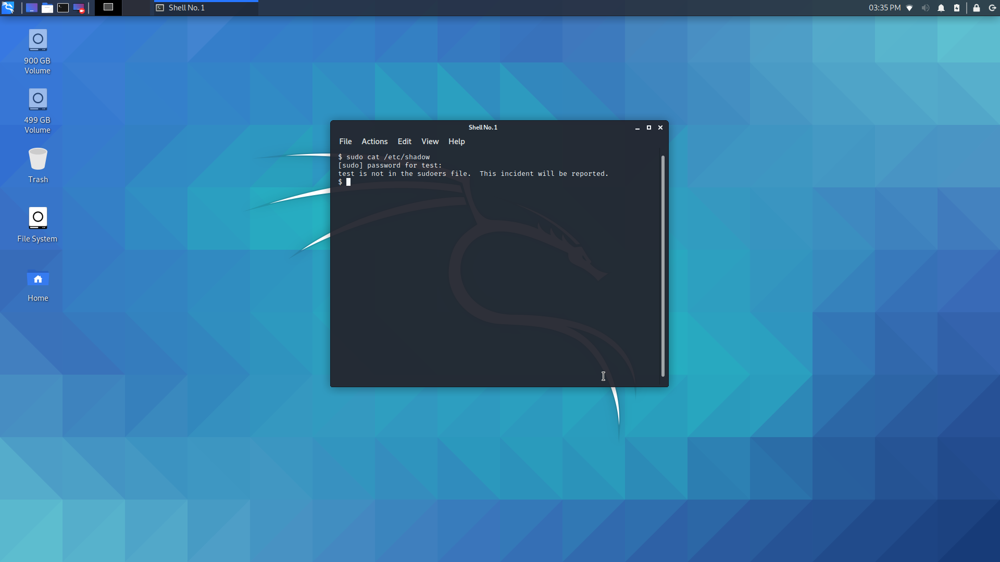 Shell No. 1
03:35 PM
900 GB
Volume
499 GB
Volume
Trash
File System
Home
Shell No. 1
File Actions Edit View Help
$ sudo cat /etc/shadow
[sudo] password for test:
test is not in the sudoers file.  This incident will be reported.
$